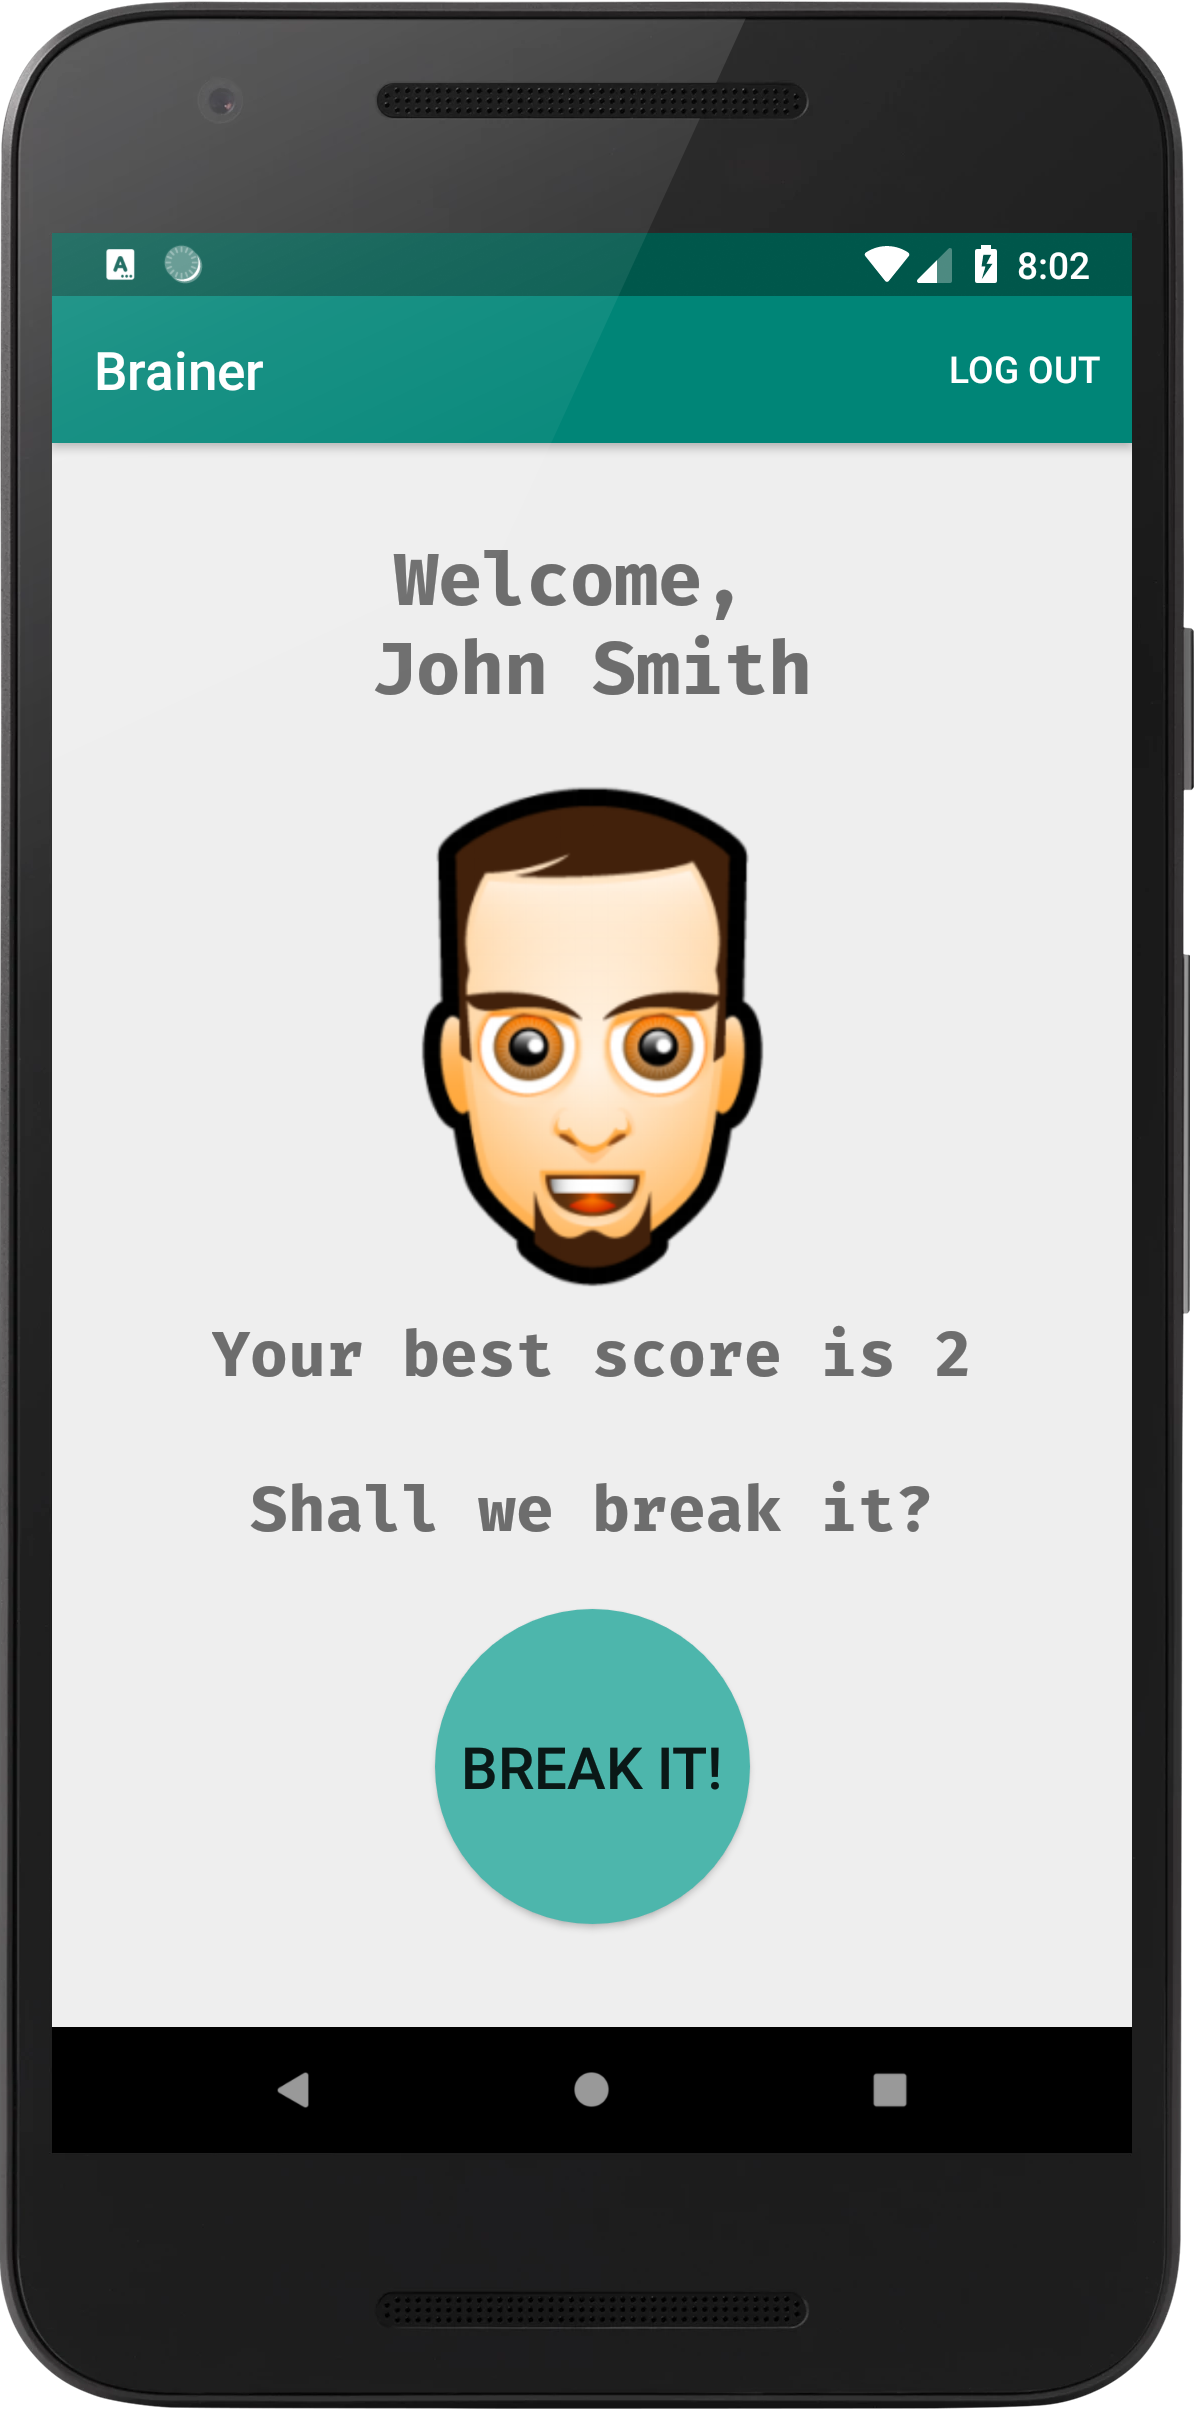 8:02
Brainer
LOG OUT
Welcome,
John Smith
Your best score is 2
Shall we break it?
BREAK IT!